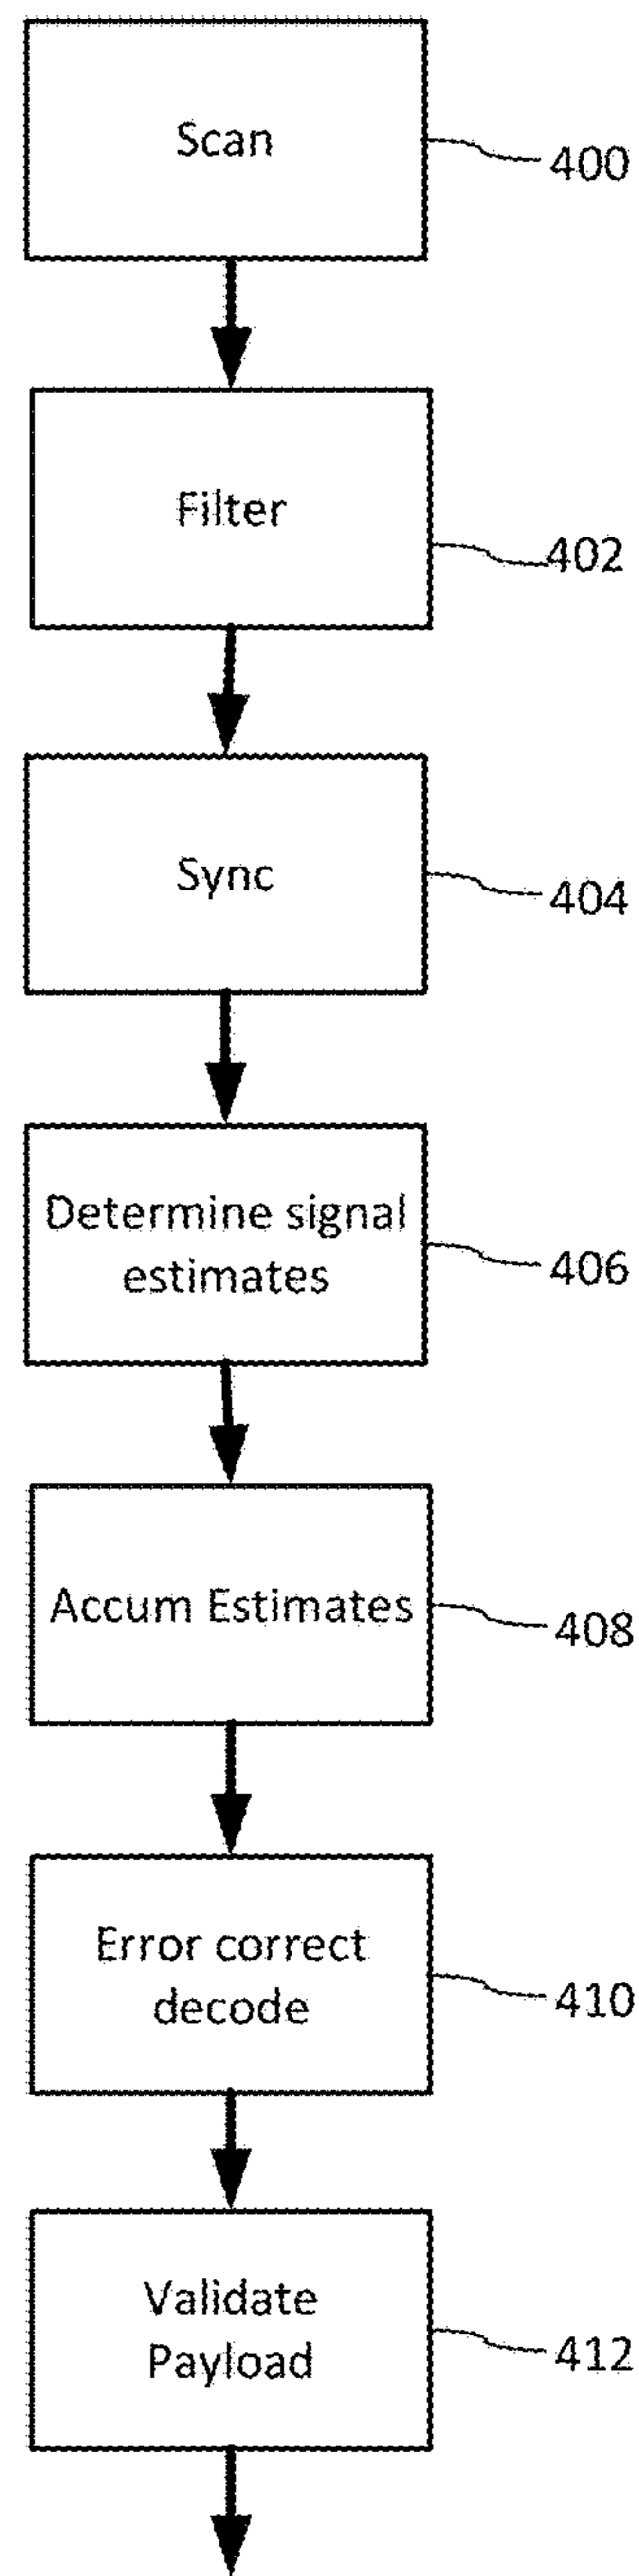 Scan
400
Filter
402
Sync
404
Determine signal
estimates
406
Accum Estimates
408
Error correct
decode
410
Validate
Payload
412